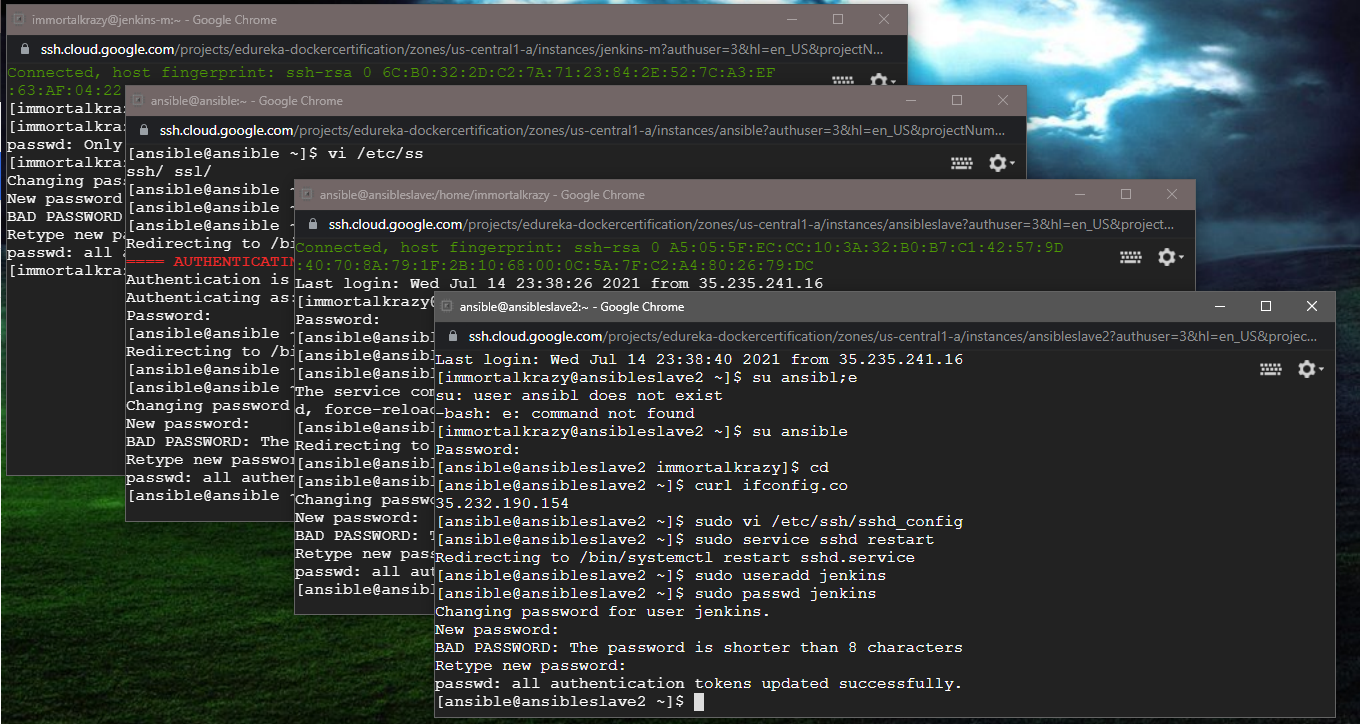 immortalkrazy@jenkins-m:~ - Google Chrome
ssh.cloud.google.com/projects/edureka-dockercertification/zones/us-central1-a/instances/jenkins-m?authuser=3&hl=en_US&projectN...
Connected, host fingerprint: ssh-rsa 0 6C:B0:32:2D:C2:7A:71:23:84:2E:52:7C:A3:EF
:63:AF:04:22
[immortalkra
[immortalkra
passwd: Only
[immortalkra
Changing pas
New password
BAD PASSWORD
Retype new p
passwd: all
[immortalkra
ansible@ansible:~ - Google Chrome
ssh.cloud.google.com/projects/edureka-dockercertification/zones/us-central1-a/instances/ansible?authuser=3&hl=en_US&projectNum...
[ansible@ansible ~]$ vi /etc/ss
ssh/ ssl/
[ansible@ansible ~
[ansible@ansible ~
[ansible@ansible ~
Redirecting to /bi
==== AUTHENTICATIN
Authentication is
Authenticating as:
Password:
[ansible@ansible ~
Redirecting to /bi
[ansible@ansible ~
[ansible@ansible ~
Changing password
New password:
BAD PASSWORD: The
Retype new passwor
passwd: all authen
[ansible@ansible ~
ansible@ansibleslave:/home/immortalkrazy - Google Chrome
ssh.cloud.google.com/projects/edureka-dockercertification/zones/us-central1-a/instances/ansibleslave?authuser=3&hl=en_US&project...
Connected, host fingerprint: ssh-rsa 0 A5:05:5F:EC:CC:10:3A:32:B0:B7:C1:42:57:9D
:40:70:8A:79:1F:2B:10:68:00:0C:5A:7F:C2:A4:80:26:79:DC
Last login: Wed Jul 14 23:38:26 2021 from 35.235.241.16
[immortalkrazy@
Password:
[ansible@ansibl
[ansible@ansibl
[ansible@ansibl
The service com
d, force-reload
[ansible@ansibl
Redirecting to
[ansible@ansibl
[ansible@ansibl
Changing passwo
New password:
BAD PASSWORD: T
Retype new pass
passwd: all aut
[ansible@ansibl
ansible@ansibleslave2:~ - Google Chrome
ssh.cloud.google.com/projects/edureka-dockercertification/zones/us-central1-a/instances/ansibleslave2?authuser=3&hl=en_US&projec...
Last login: Wed Jul 14 23:38:40 2021 from 35.235.241.16
[immortalkrazy@ansibleslave2 ~]$ su ansibl;e
su: user ansibl does not exist
-bash: e: command not found
[immortalkrazy@ansibleslave2 ~]$ su ansible
Password:
[ansible@ansibleslave2 immortalkrazy]$ cd
[ansible@ansibleslave2 ~]$ curl ifconfig.co
35.232.190.154
[ansible@ansibleslave2 ~]$ sudo vi /etc/ssh/sshd_config
[ansible@ansibleslave2 ~]$ sudo service sshd restart
Redirecting to /bin/systemctl restart sshd.service
[ansible@ansibleslave2 ~]$ sudo useradd jenkins
[ansible@ansibleslave2 ~]$ sudo passwd jenkins
Changing password for user jenkins.
New password:
BAD PASSWORD: The password is shorter than 8 characters
Retype new password:
passwd: all authentication tokens updated successfully.
[ansible@ansibleslave2 ~]$